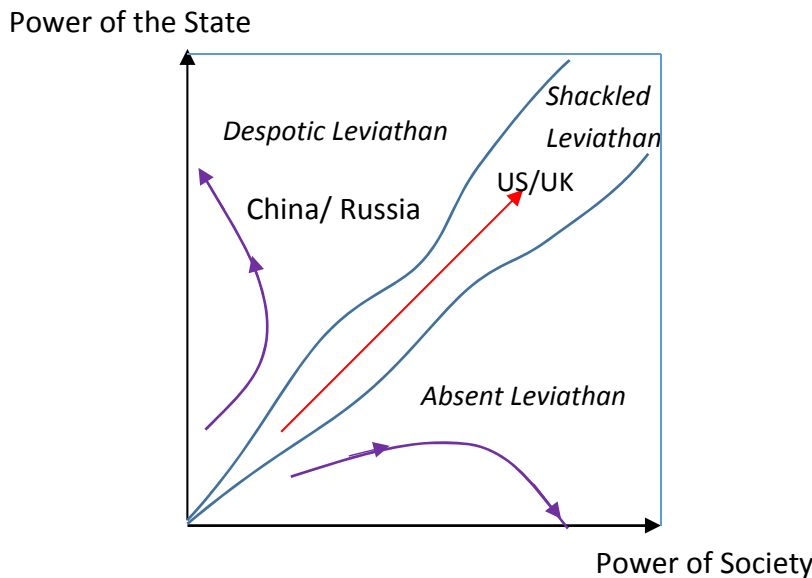 Power of the State
Shackled
Leviathan
Despotic Leviathan
US/UK
China/ Russia
Absent Leviathan
Power of Society